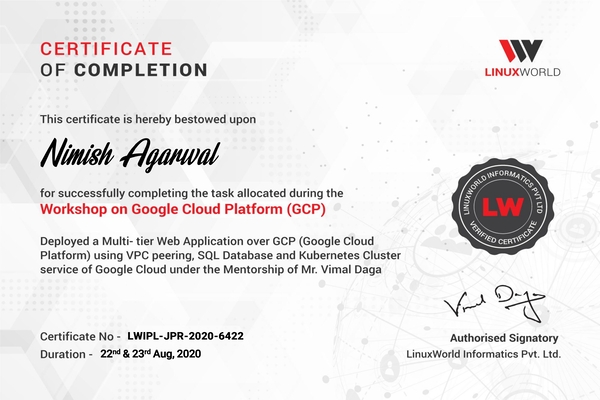 CERTIFICATE
OF COMPLETION
LINUXWORLD
This certificate is hereby bestowed upon
Nimish Agarwal
for successfully completing the task allocated during the
Workshop on Google Cloud Platform (GCP)
LINUXWORLD INFORMATICS PVT LTD
LW
VERIFIED CERTIFICATE
Deployed a Multi- tier Web Application over GCP (Google Cloud
Platform) using VPC peering, SQL Database and Kubernetes Cluster
service of Google Cloud under the Mentorship of Mr. Vimal Daga
Vimal Daga
Certificate No - LWIPL-JPR-2020-6422
Authorised Signatory
Duration - 22nd & 23rd Aug, 2020
LinuxWorld Informatics Pvt. Ltd.